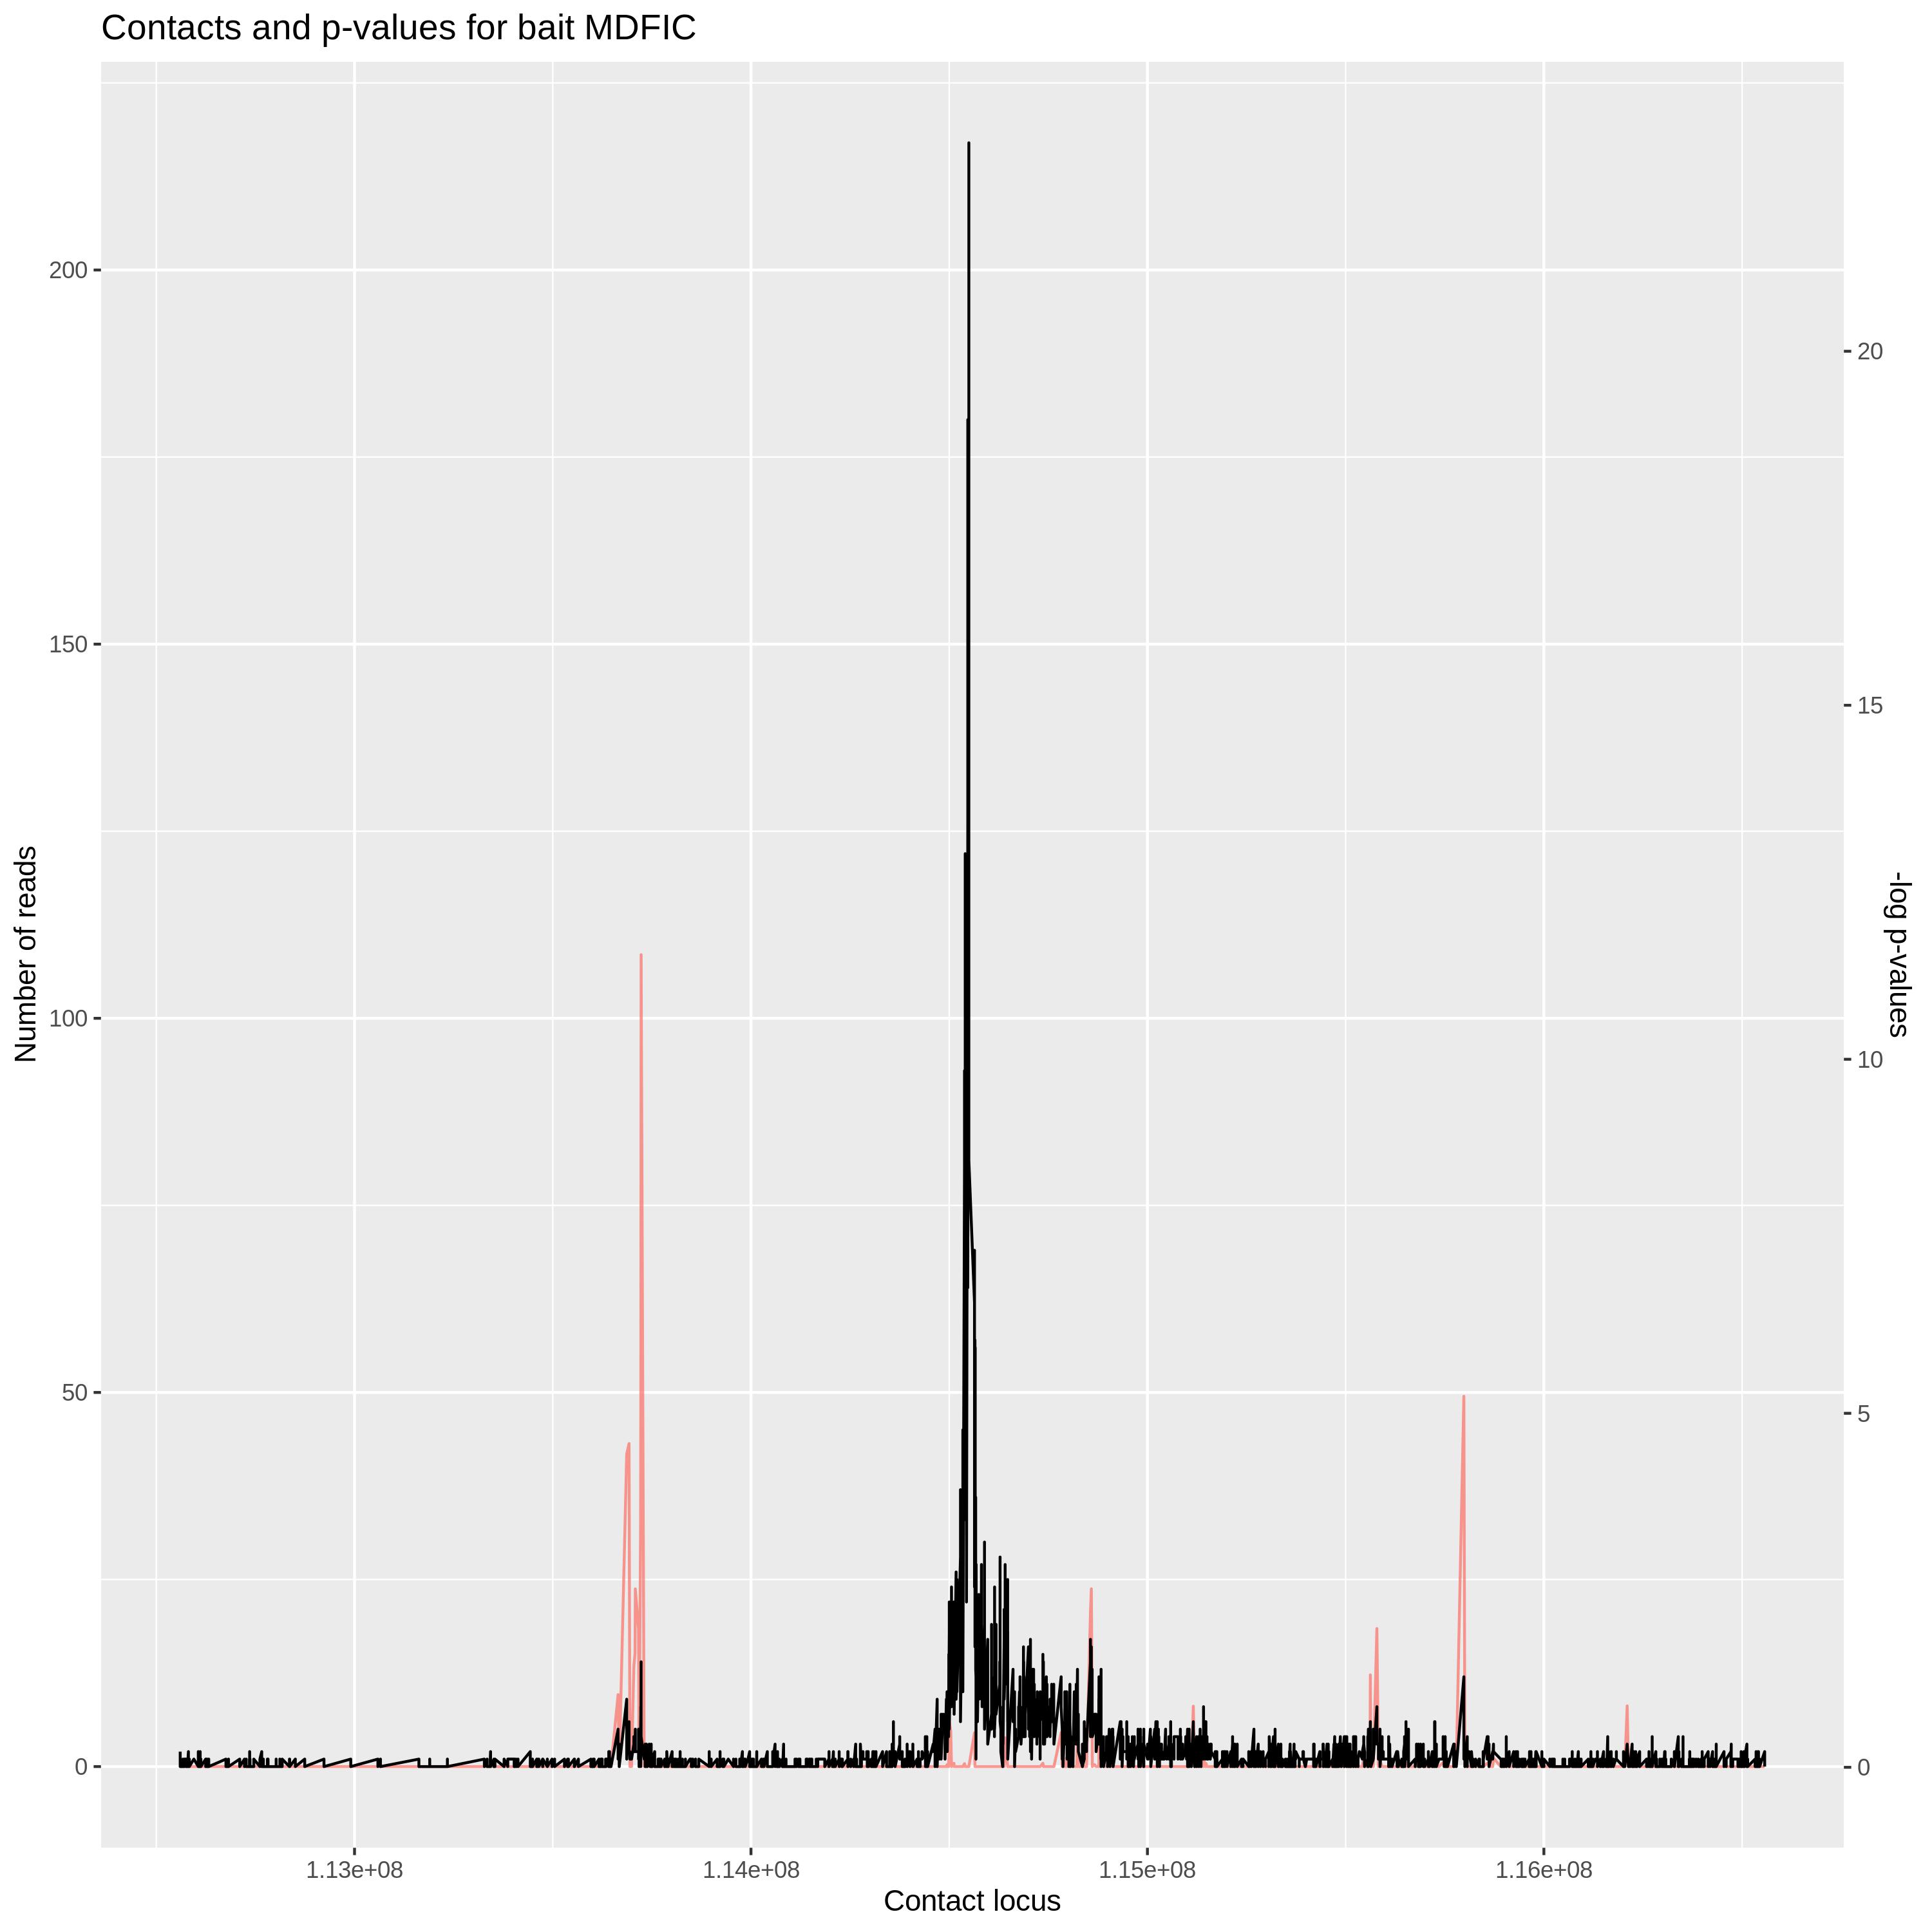 Contacts and p-values for bait MDFIC
Number of reads
200
150
100
50
0
20
15
10
5
0
-log p-values
1.13e+08
1.14e+08
1.15e+08
1.16e+08
Contact locus